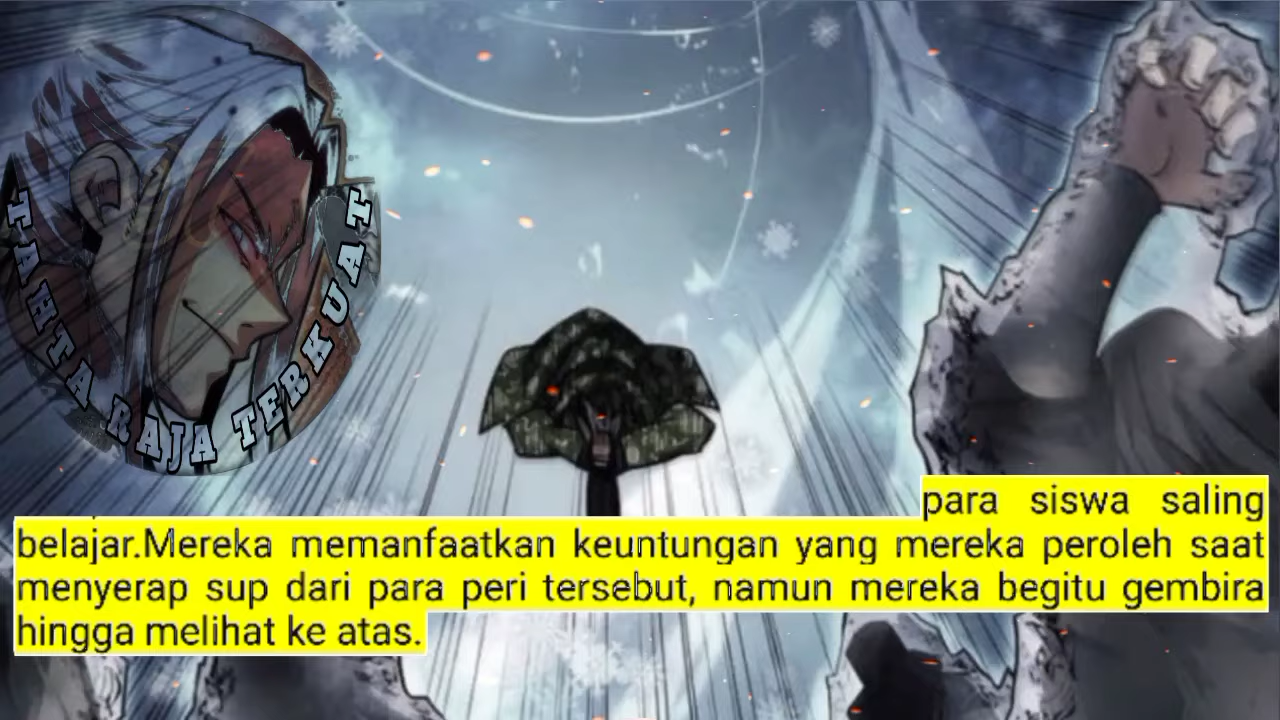 TAHTA RAJA TERKUAT
para siswa saling
belajar.Mereka memanfaatkan keuntungan yang mereka peroleh saat
menyerap sup dari para peri tersebut, namun mereka begitu gembira
hingga melihat ke atas.